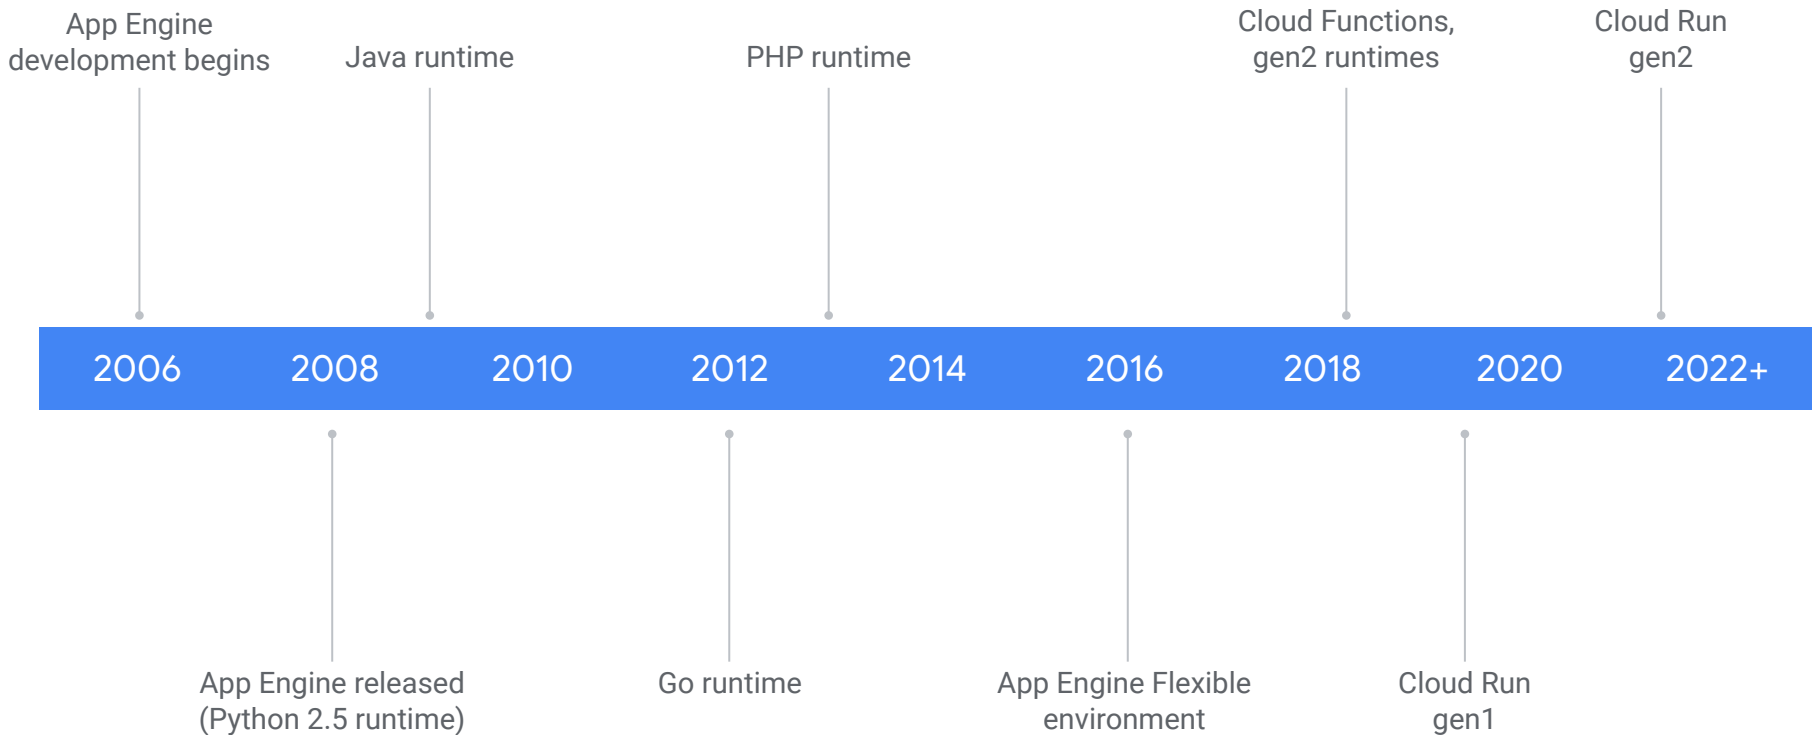 App Engine
development begins
Java runtime
PHP runtime
Cloud Functions,
gen2 runtimes
Cloud Run
gen2
2006
2008
2010
2012
2014
2016
2018
2020
2022+
App Engine released
(Python 2.5 runtime)
Go runtime
App Engine Flexible
environment
Cloud Run
gen1